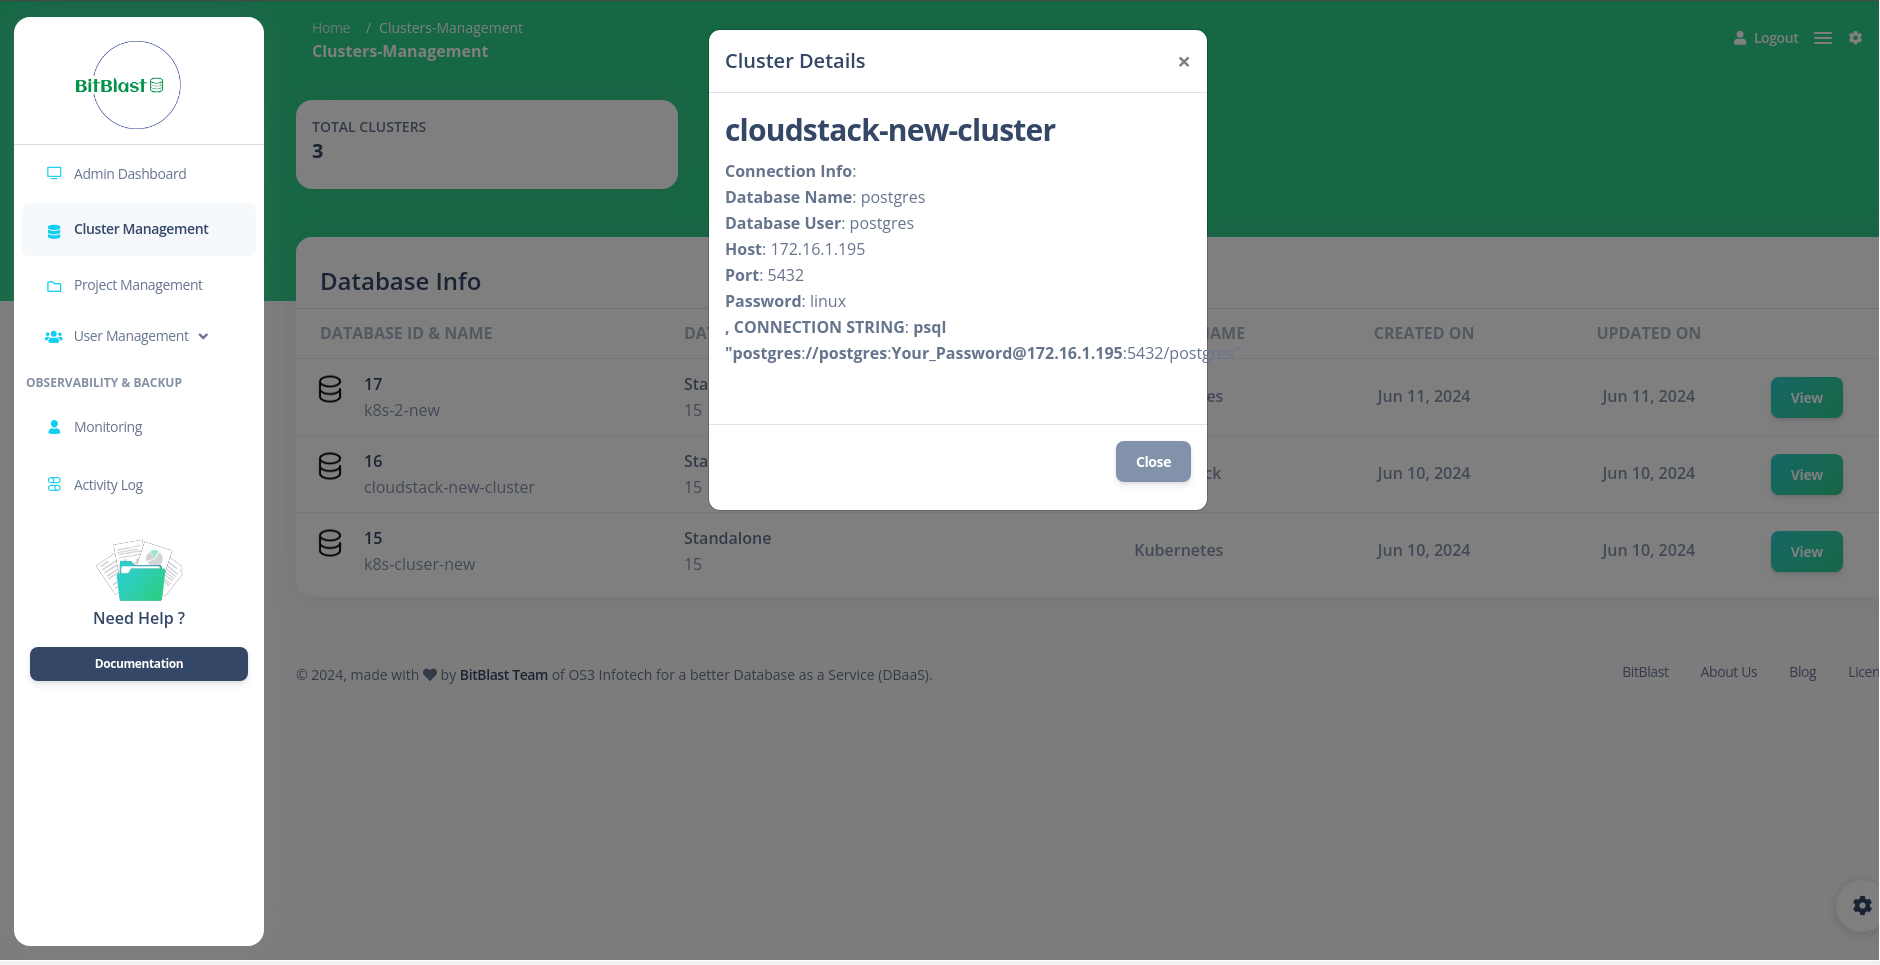 BitBlast
Admin Dashboard
Cluster Management
Project Management
User Management
OBSERVABILITY & BACKUP
Monitoring
Activity Log
Need Help ?
Documentation
Home / Clusters-Management
Clusters-Management
Logout
TOTAL CLUSTERS
3
Cluster Details ×
cloudstack-new-cluster
Connection Info:
Database Name: postgres
Database User: postgres
Host: 172.16.1.195
Port: 5432
Password: linux
, CONNECTION STRING: psql
"postgres://postgres:Your_Password@172.16.1.195:5432/postgres"
Close
Database Info
DATABASE ID & NAME DA AME CREATED ON UPDATED ON
17 Sta es Jun 11, 2024 Jun 11, 2024 View
k8s-2-new 15
16 Sta ck Jun 10, 2024 Jun 10, 2024 View
cloudstack-new-cluster 15
15 Standalone Kubernetes Jun 10, 2024 Jun 10, 2024 View
k8s-cluser-new 15
© 2024, made with by BitBlast Team of OS3 Infotech for a better Database as a Service (DBaaS).
BitBlast About Us Blog Licen